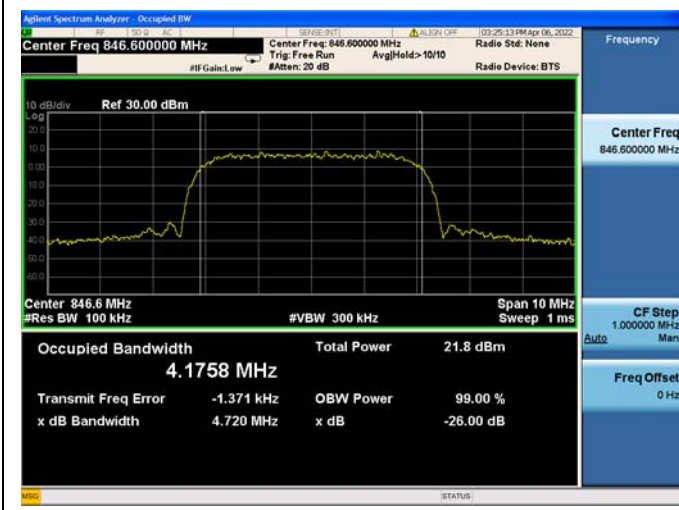 Agilent Spectrum Analyzer - Occupied BW
RF 50 Ω AC SENSE:INT ALIGN OFF 03:25:13 PM Apr 06, 2022
Center Freq 846.600000 MHz
Center Freq: 846.600000 MHz
Radio Std: None
Trig: Free Run Avg|Hold:>10/10
#IFGain:Low
#Atten: 20 dB
Radio Device: BTS
10 dB/div Ref 30.00 dBm
Log
20.0
10.0
0.00
10.0
20.0
30.0
40.0
50.0
60.0
Center 846.6 MHz Span 10 MHz
#Res BW 100 kHz #VBW 300 kHz Sweep 1 ms
Occupied Bandwidth Total Power 21.8 dBm
4.1758 MHz
Transmit Freq Error -1.371 kHz OBW Power 99.00 %
x dB Bandwidth 4.720 MHz x dB -26.00 dB
MSG STATUS
Frequency
Center Freq
846.600000 MHz
CF Step
1.000000 MHz
Auto Man
Freq Offset
0 Hz